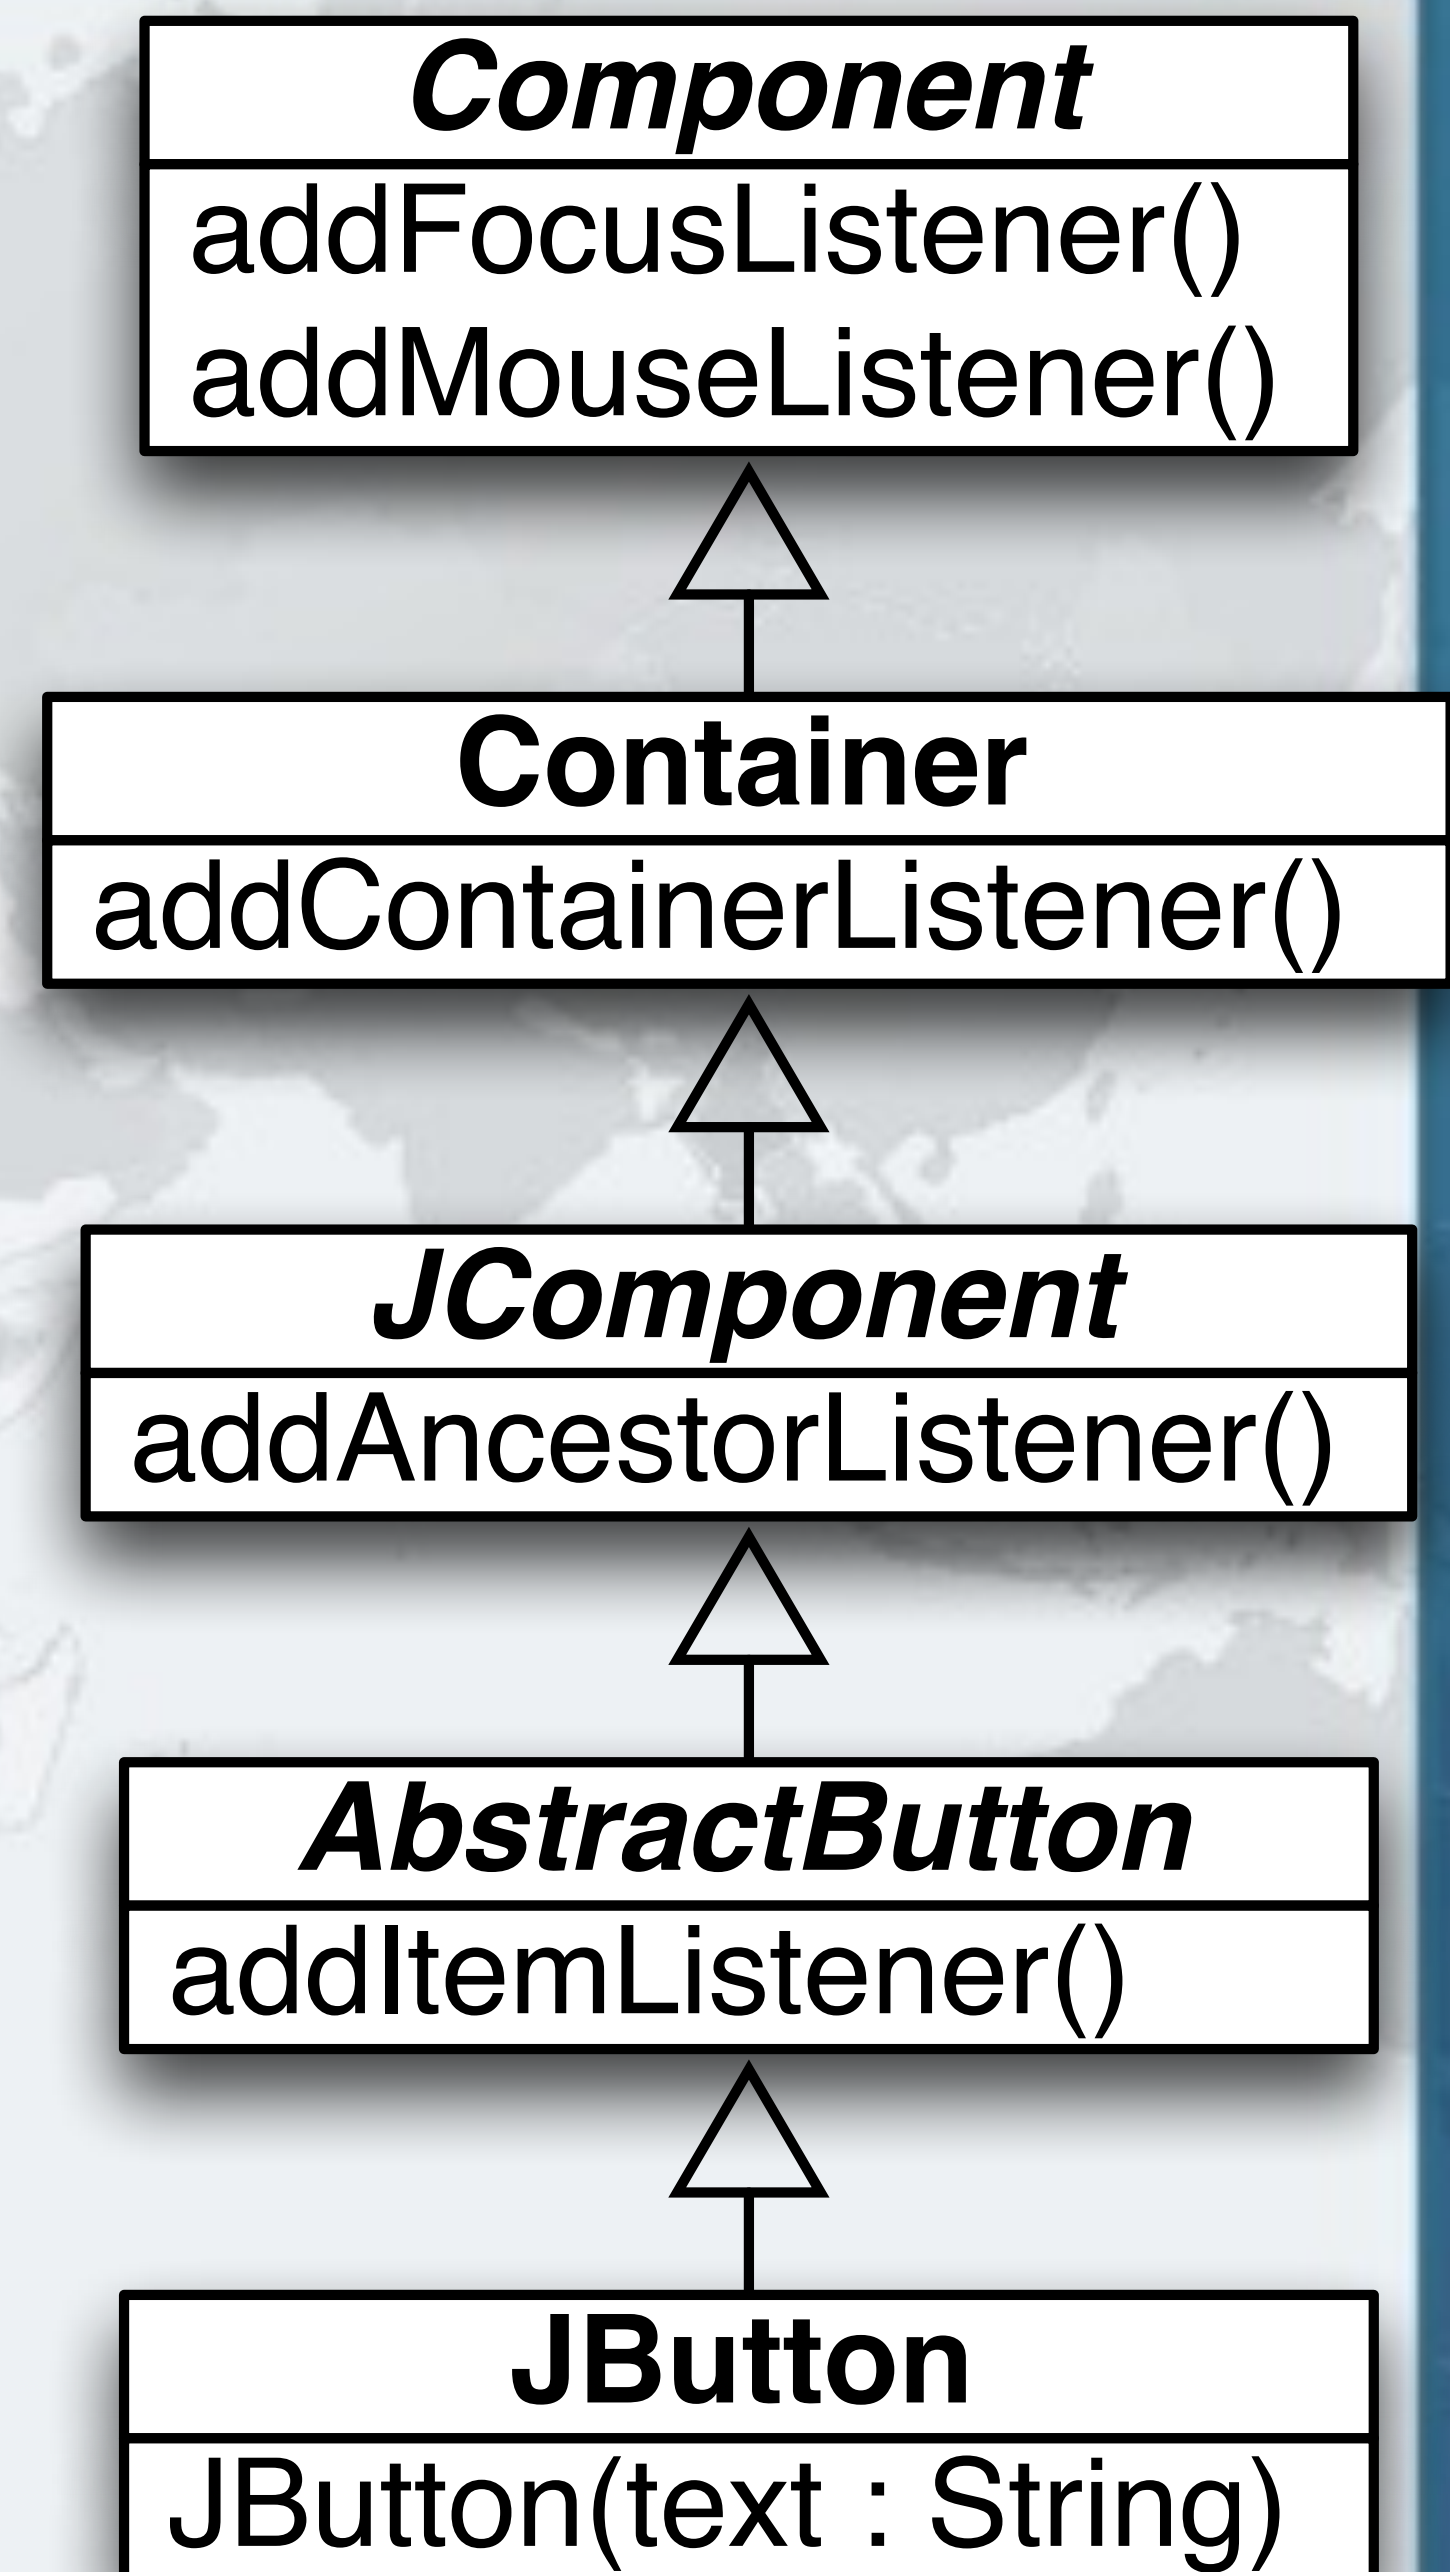 Component
addFocusListener()
addMouseListener()
Container
addContainerListener()
JComponent
addAncestorListener()
AbstractButton
addItemListener()
JButton
JButton(text : String)